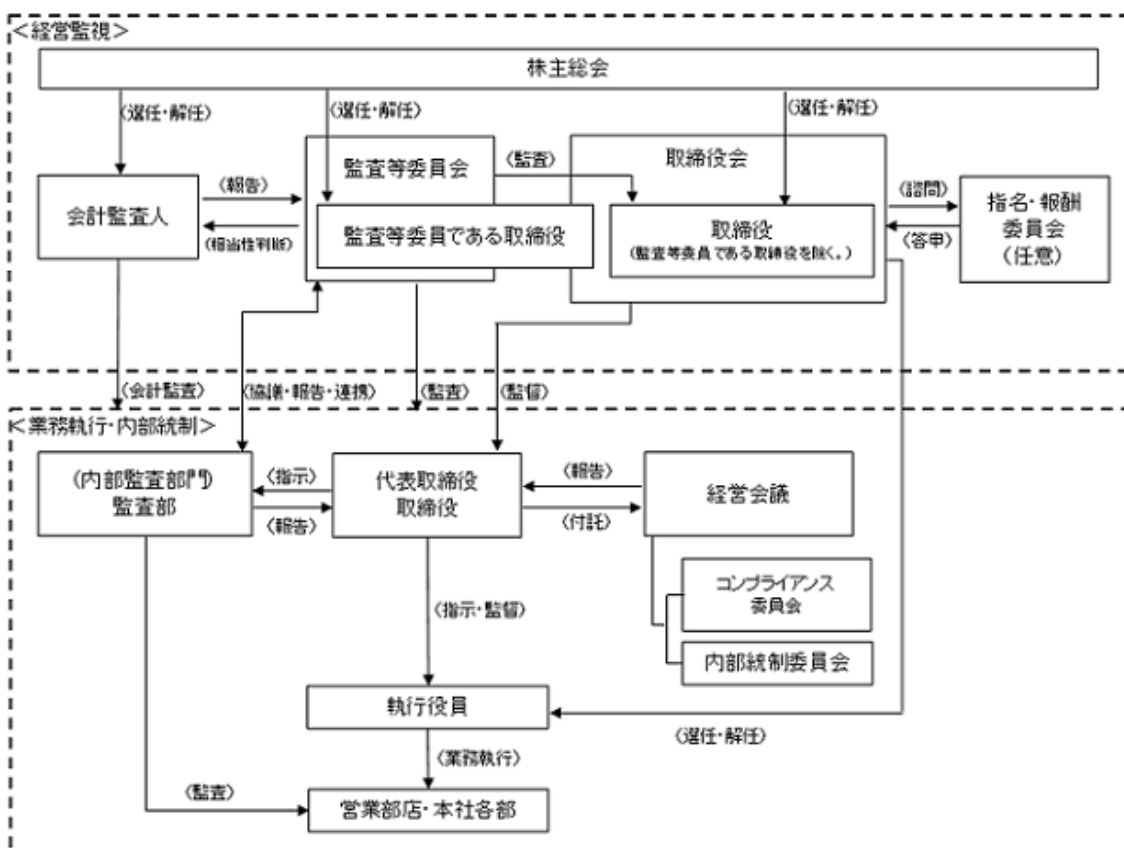 ＜経営監視＞
株主総会
〈選任・解任〉
〈選任・解任〉
〈選任・解任〉
監査等委員会
〈監査〉
取締役会
会計監査人
〈報告〉
〈相当性判断〉
監査等委員である取締役
取締役
(監査等委員である取締役を除く。)
〈諮問〉
〈答申〉
指名・報酬
委員会
(任意)
〈会計監査〉
〈協議・報告・連携〉
〈監査〉
〈監督〉
＜業務執行・内部統制＞
(内部監査部門)
監査部
〈指示〉
〈報告〉
代表取締役
取締役
〈報告〉
〈付託〉
経営会議
コンプライアンス
委員会
〈指示・監督〉
内部統制委員会
執行役員
〈選任・解任〉
〈業務執行〉
〈監査〉
営業部店・本社各部